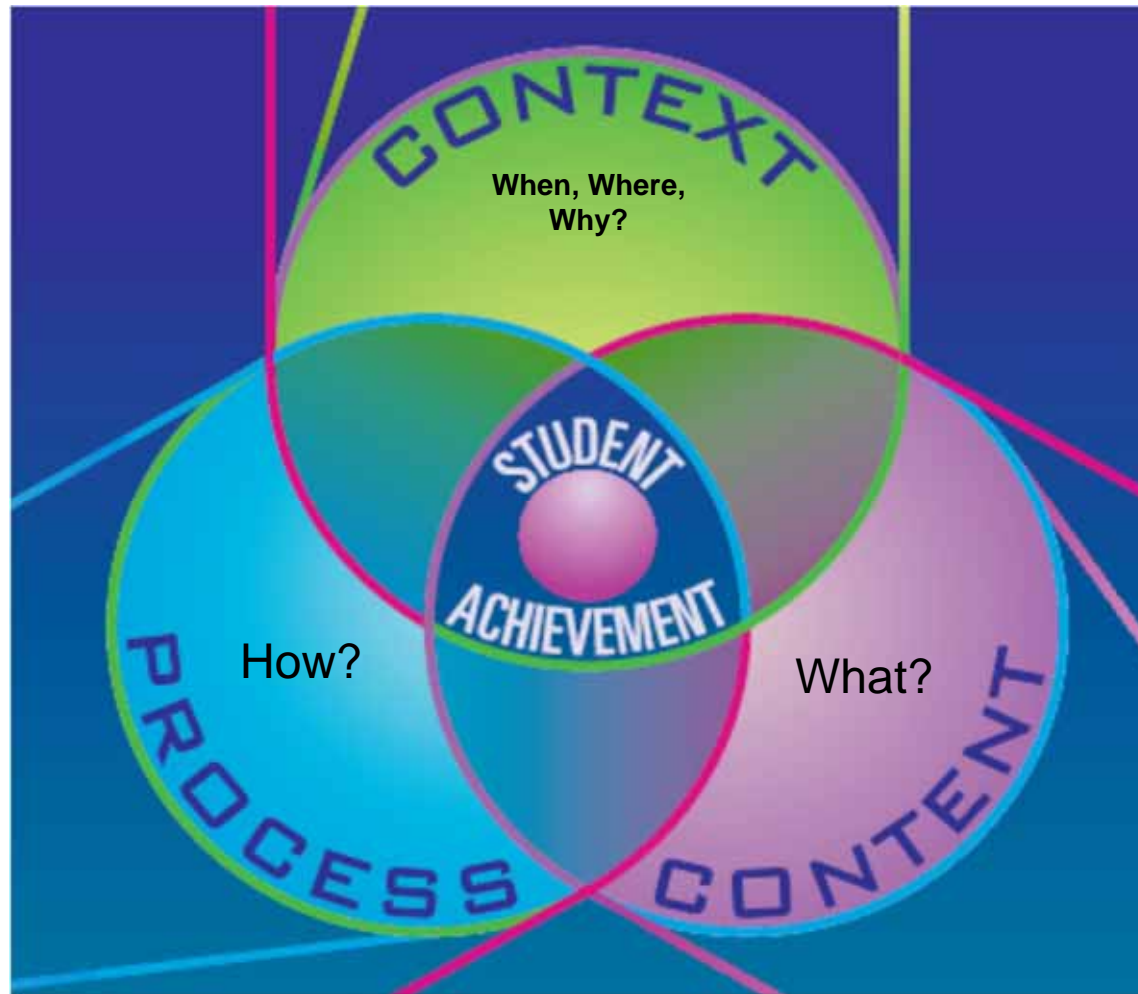 CONTEXT
When, Where,
Why?
STUDENT
ACHIEVEMENT
How?
What?
PROCESS
CONTENT